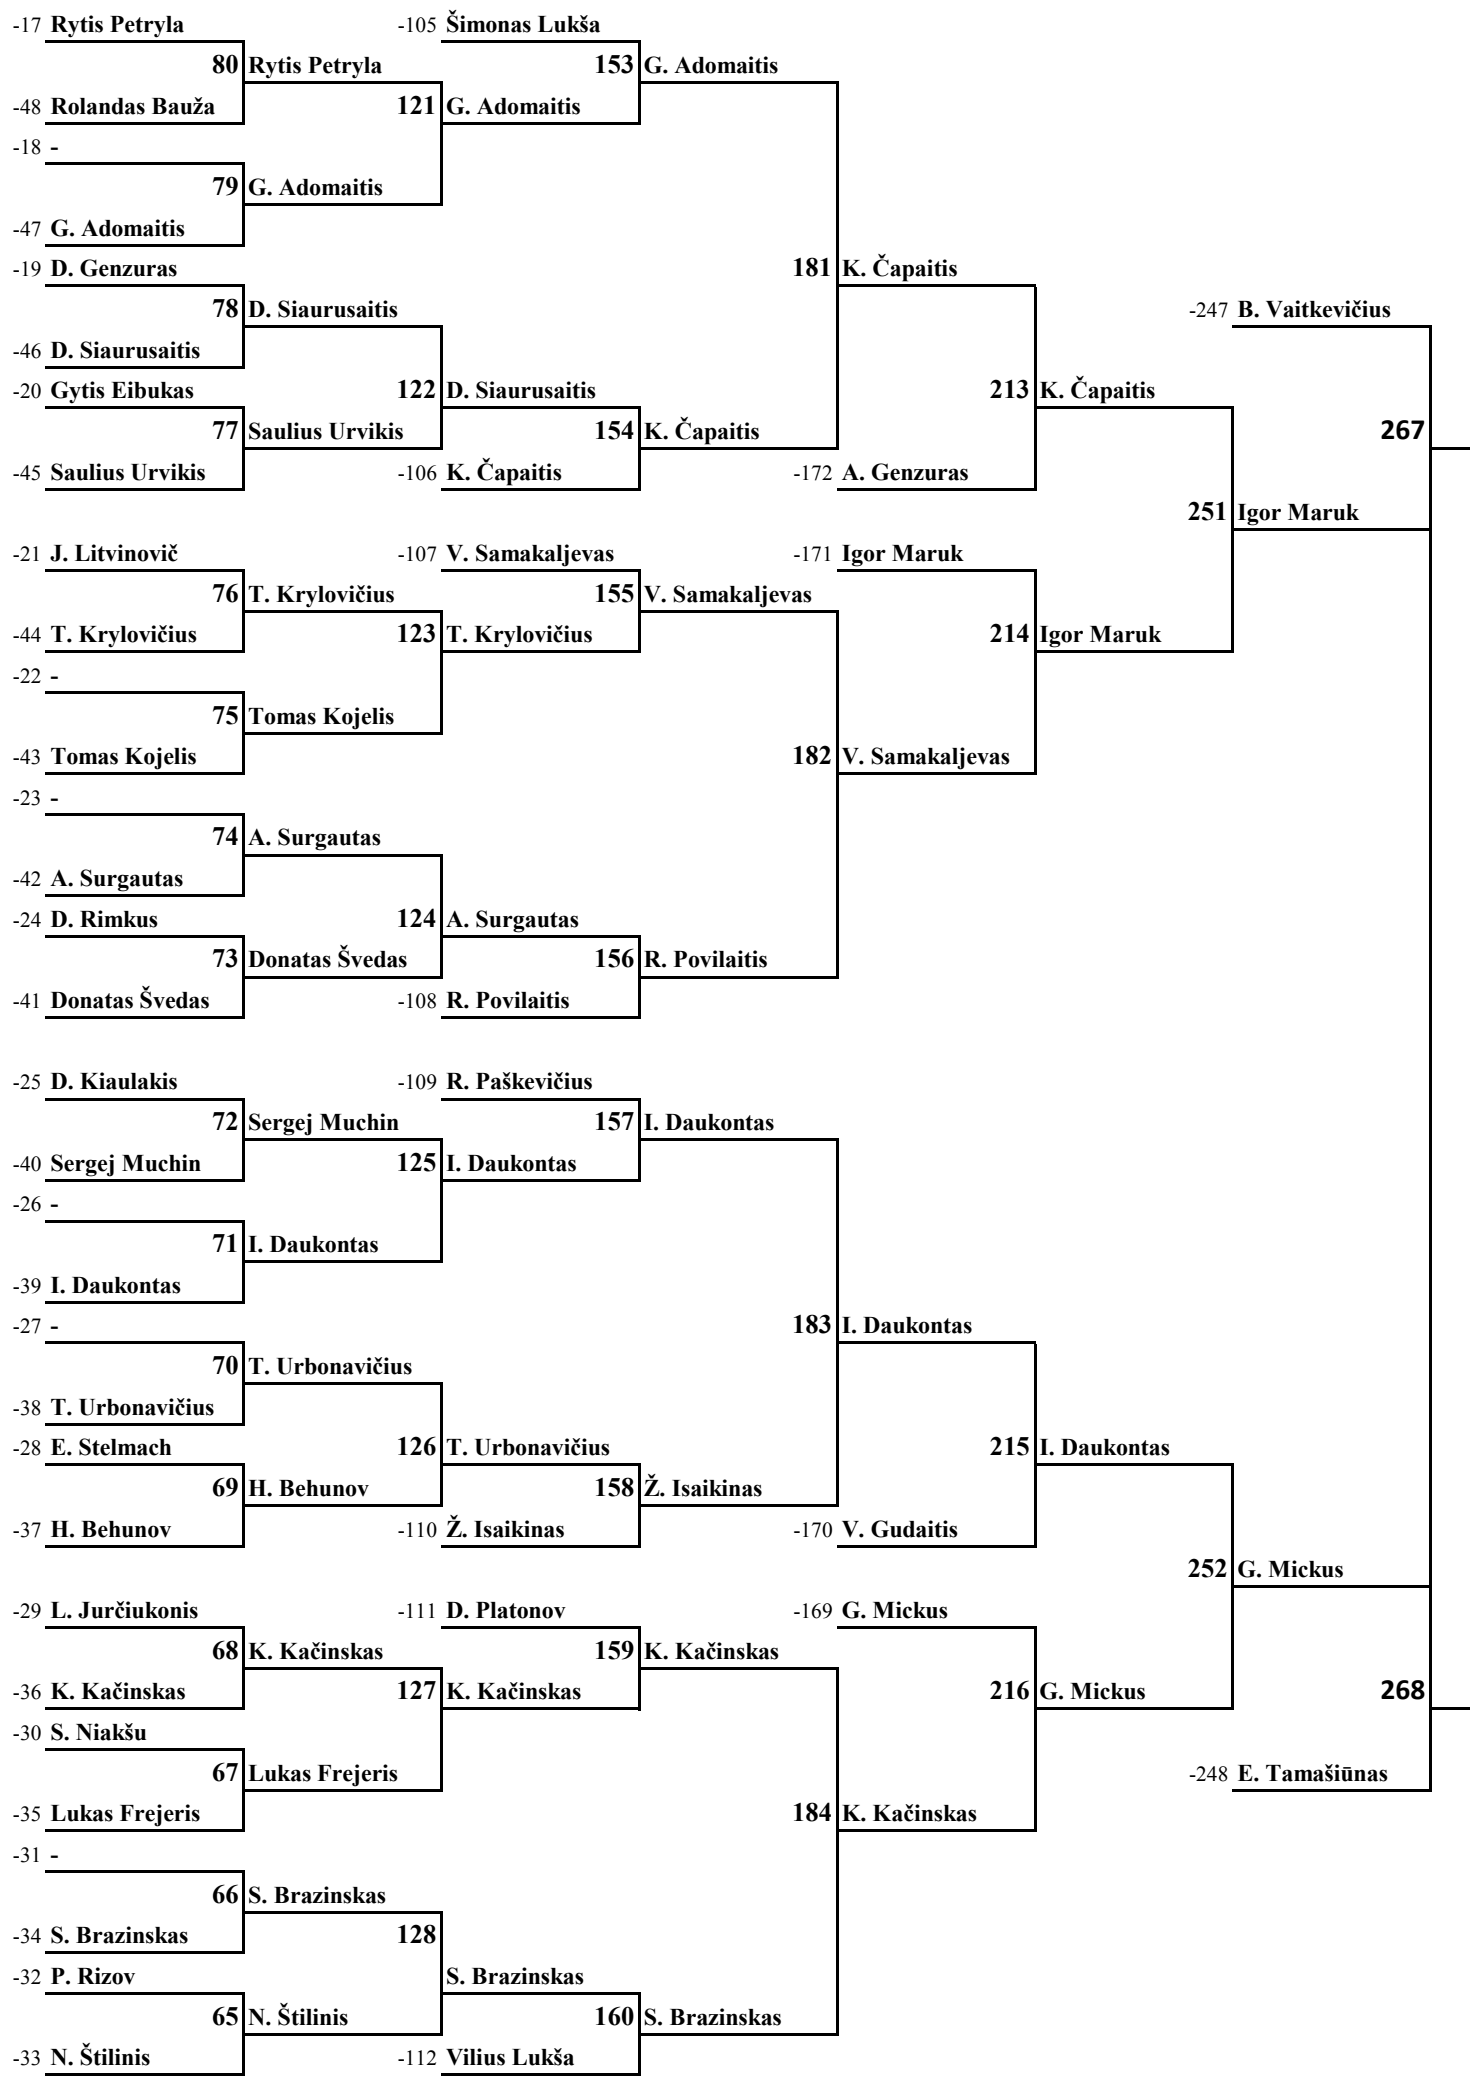 -17 Rytis Petryla -105 Šimonas Lukša
80 Rytis Petryla 153 G. Adomaitis
-48 Rolandas Bauža 121 G. Adomaitis
-18 -
79 G. Adomaitis
-47 G. Adomaitis
-19 D. Genzuras 181 K. Čapaitis
78 D. Siaurusaitis -247 B. Vaitkevičius
-46 D. Siaurusaitis
-20 Gytis Eibukas 122 D. Siaurusaitis 213 K. Čapaitis
77 Saulius Urvikis 154 K. Čapaitis 267
-45 Saulius Urvikis -106 K. Čapaitis -172 A. Genzuras
251 Igor Maruk
-21 J. Litvinovič -107 V. Samakaljevas -171 Igor Maruk
76 T. Krylovičius 155 V. Samakaljevas
-44 T. Krylovičius 123 T. Krylovičius 214 Igor Maruk
-22 -
75 Tomas Kojelis
-43 Tomas Kojelis 182 V. Samakaljevas
-23 -
74 A. Surgautas
-42 A. Surgautas
-24 D. Rimkus 124 A. Surgautas
73 Donatas Švedas 156 R. Povilaitis
-41 Donatas Švedas -108 R. Povilaitis
-25 D. Kiaulakis -109 R. Paškevičius
72 Sergej Muchin 157 I. Daukontas
-40 Sergej Muchin 125 I. Daukontas
-26 -
71 I. Daukontas
-39 I. Daukontas
-27 - 183 I. Daukontas
70 T. Urbonavičius
-38 T. Urbonavičius
-28 E. Stelmach 126 T. Urbonavičius 215 I. Daukontas
69 H. Behunov 158 Ž. Isaikinas
-37 H. Behunov -110 Ž. Isaikinas -170 V. Gudaitis
252 G. Mickus
-29 L. Jurčiukonis -111 D. Platonov -169 G. Mickus
68 K. Kačinskas 159 K. Kačinskas
-36 K. Kačinskas 127 K. Kačinskas 216 G. Mickus 268
-30 S. Niakšu
67 Lukas Frejeris -248 E. Tamašiūnas
-35 Lukas Frejeris 184 K. Kačinskas
-31 -
66 S. Brazinskas
-34 S. Brazinskas 128
-32 P. Rizov S. Brazinskas
65 N. Štilinis 160 S. Brazinskas
-33 N. Štilinis -112 Vilius Lukša